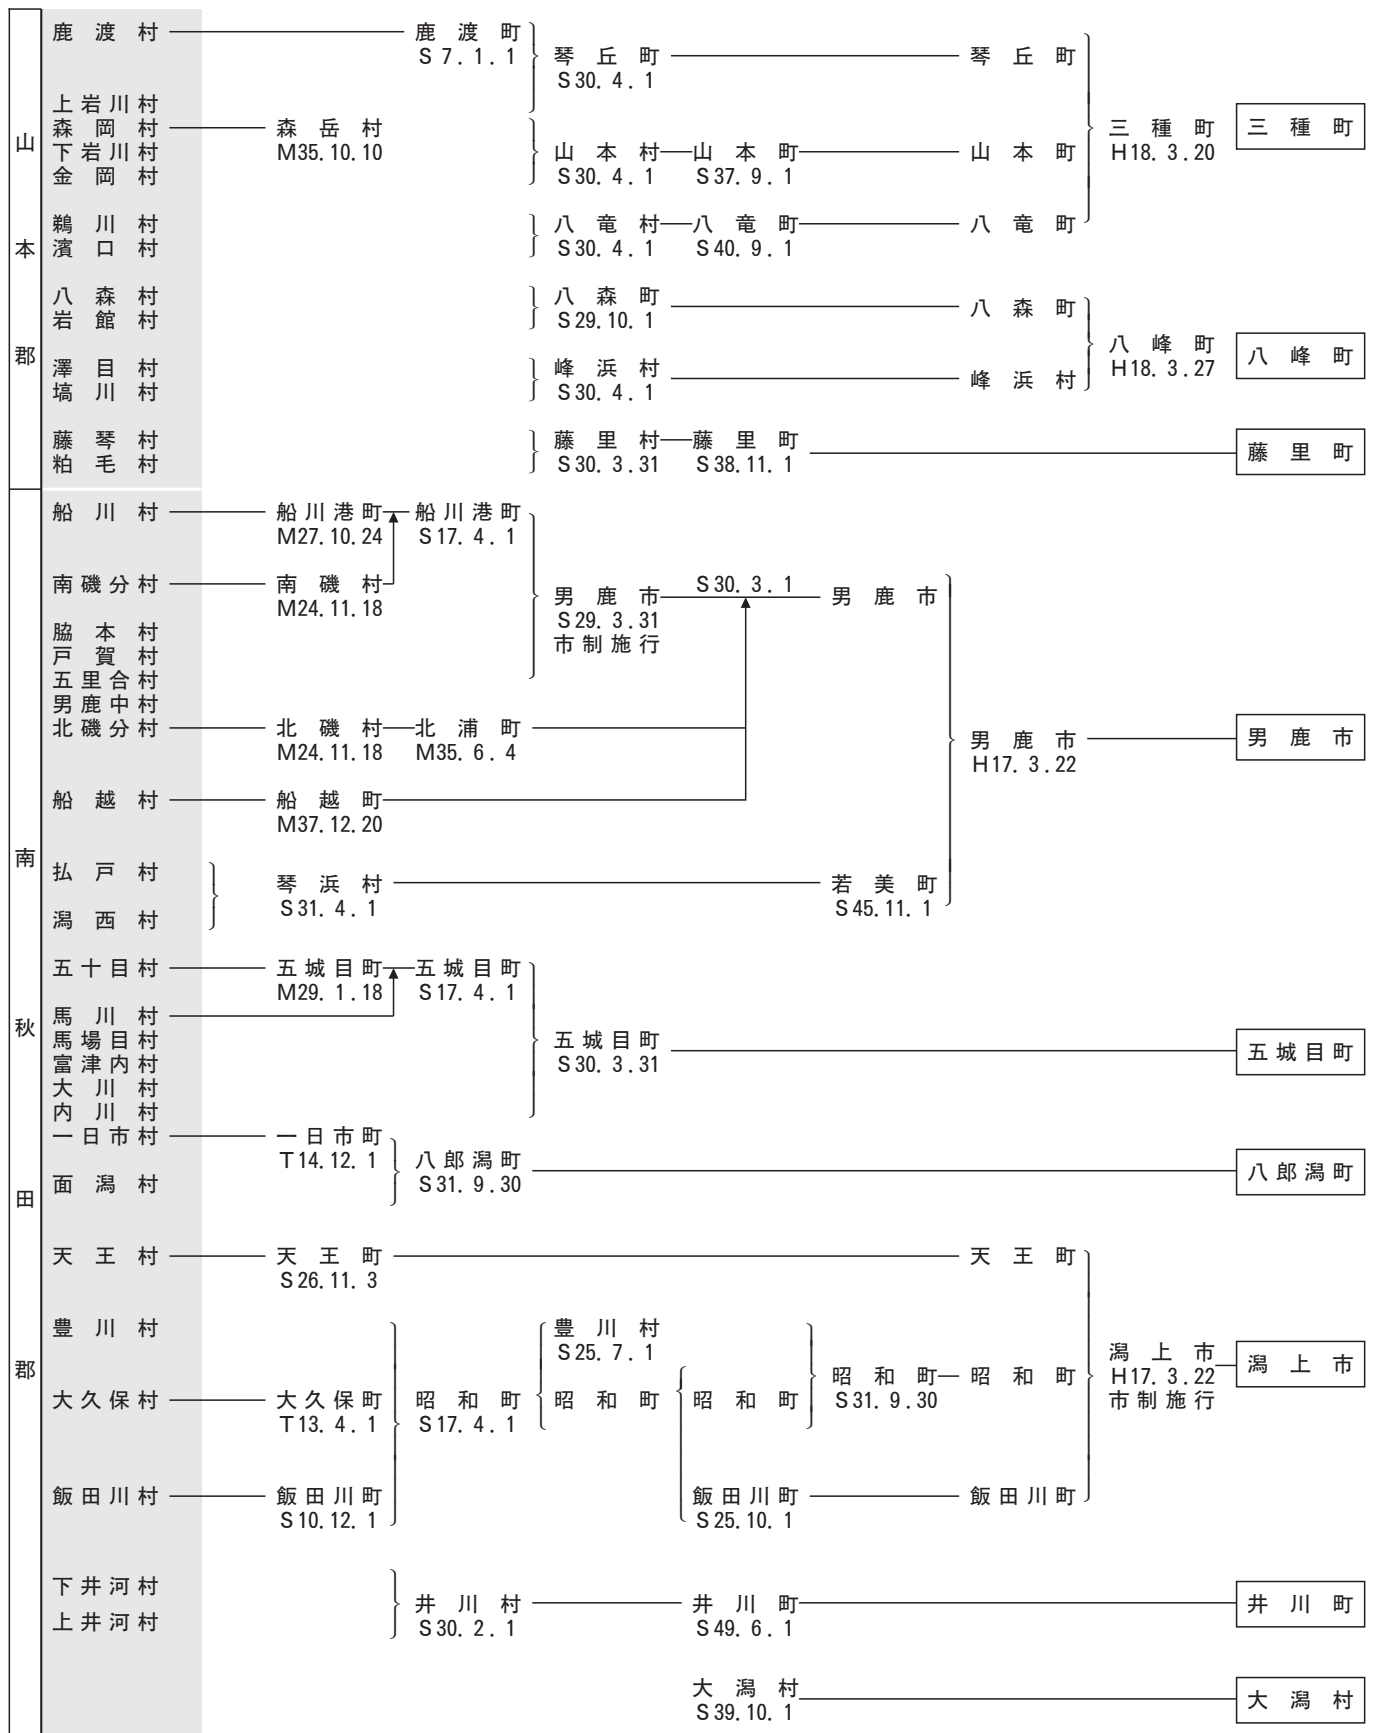 山本郡
鹿渡村 鹿渡町 琴丘町 琴丘町
S7.1.1 S30.4.1
上岩川村
森岡村 森岳村 三種町 三種町
M35.10.10 H18.3.20
下岩川村 山本村 山本町 山本町
金岡村 S30.4.1 S37.9.1
鵜川村 八竜村 八竜町 八竜町
濱口村 S30.4.1 S40.9.1
八森村 八森町 八森町
岩館村 S29.10.1
八峰町 八峰町
H18.3.27
澤目村 峰浜村 峰浜村
塙川村 S30.4.1
藤琴村 藤里村 藤里町 藤里町
粕毛村 S30.3.31 S38.11.1
南秋田郡
船川村 船川港町 船川港町
M27.10.24 S17.4.1
南磯分村 南磯村 男鹿市 S30.3.1 男鹿市
M24.11.18 S29.3.31
市制施行
脇本村
戸賀村
五里合村
男鹿中村
北磯分村 北磯村 北浦町 男鹿市 男鹿市
M24.11.18 M35.6.4 H17.3.22
船越村 船越町
M37.12.20
払戸村 琴浜村 若美町
潟西村 S31.4.1 S45.11.1
五十目村 五城目町 五城目町
M29.1.18 S17.4.1
馬川村
馬場目村 五城目町 五城目町
富津内村 S30.3.31
大川村
内川村
一日市村 一日市町 八郎潟町 八郎潟町
T14.12.1 S31.9.30
面潟村
天王村 天王町 天王町
S26.11.3
豊川村 豊川村
S25.7.1
潟上市 潟上市
H17.3.22
市制施行
大久保村 大久保町 昭和町 昭和町 昭和町 昭和町 昭和町
T13.4.1 S17.4.1 S31.9.30
飯田川村 飯田川町 飯田川町 飯田川町
S10.12.1 S25.10.1
下井河村 井川村 井川町 井川町
上井河村 S30.2.1 S49.6.1
大潟村 大潟村
S39.10.1